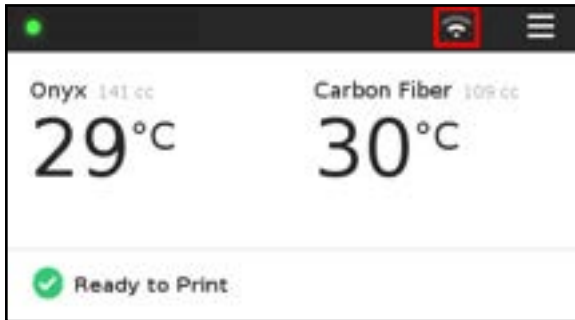 Onyx 141 cc
29°C
Carbon Fiber 109 cc
30°C
Ready to Print